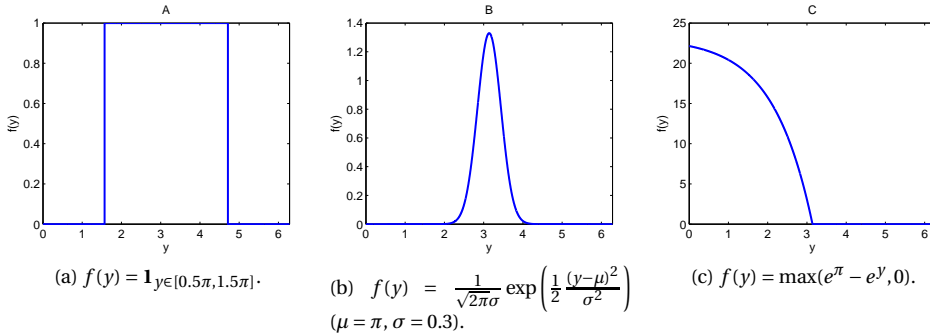 A
B
C
f(y)
1
0.8
0.6
0.4
0.2
0
0 1 2 3 4 5 6
y
f(y)
1.4
1.2
1
0.8
0.6
0.4
0.2
0
0 1 2 3 4 5 6
y
f(y)
25
20
15
10
5
0
0 1 2 3 4 5 6
y
(a) f(y) = 1_{y∈[0.5π,1.5π]}.
(b) f(y) = \frac{1}{\sqrt{2π}σ} exp(\frac{1}{2} \frac{(y−μ)^2}{σ^2})
(μ = π, σ = 0.3).
(c) f(y) = max(e^π − e^y, 0).